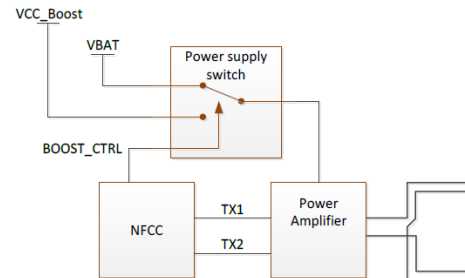 VCC_Boost
VBAT
Power supply
switch
BOOST_CTRL
NFCC
TX1
TX2
Power
Amplifier